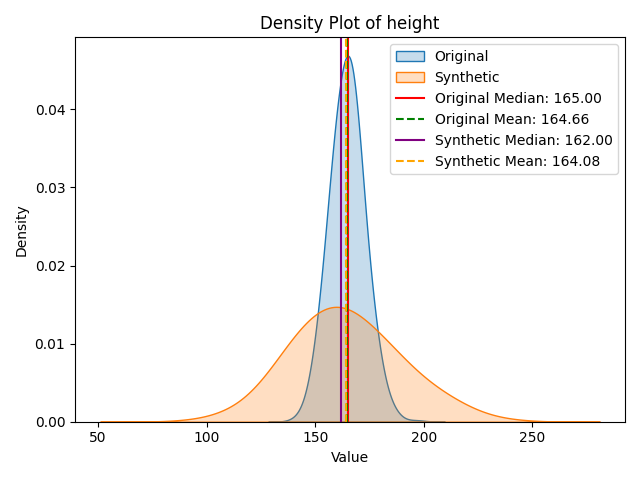 Density Plot of height
Original
Synthetic
Original Median: 165.00
Original Mean: 164.66
Synthetic Median: 162.00
Synthetic Mean: 164.08
0.04
0.03
0.02
0.01
0.00
Density
50 100 150 200 250
Value